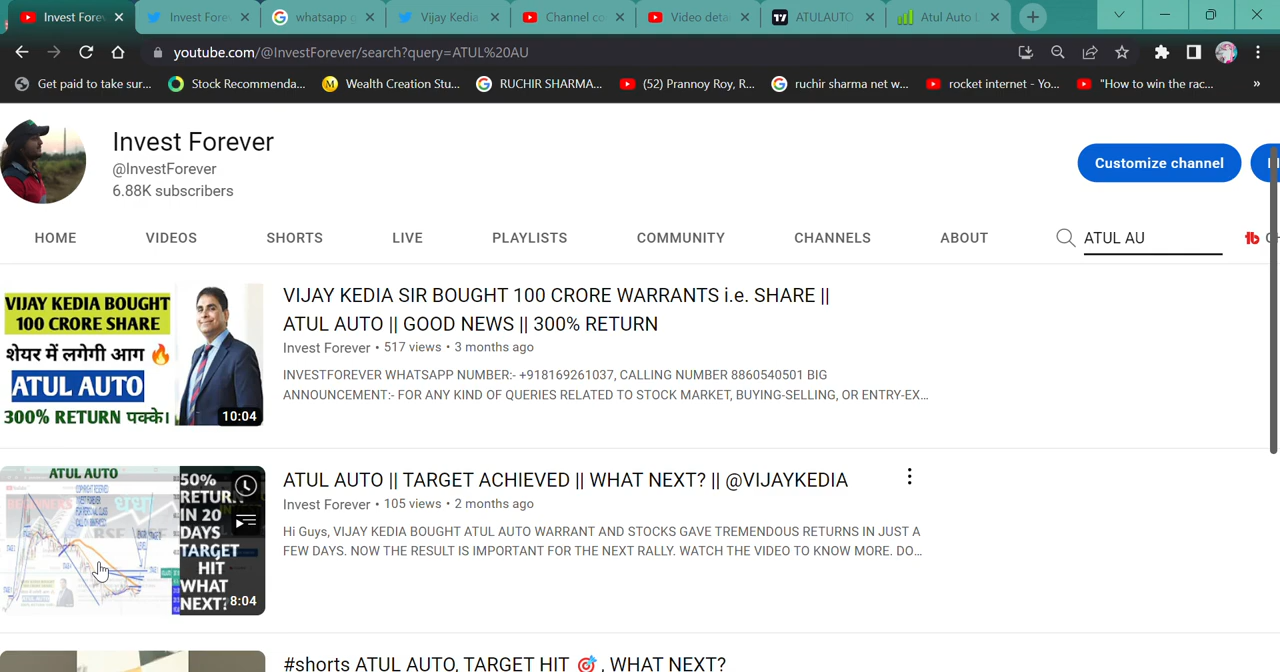 Invest Forev
Invest Forev
whatsapp g
Vijay Kedia
Channel co
Video deta
ATULAUTO
Atul Auto L
youtube.com/@InvestForever/search?query=ATUL%20AU
Get paid to take sur...
Stock Recommenda...
Wealth Creation Stu...
RUCHIR SHARMA...
(52) Prannoy Roy, R...
ruchir sharma net w...
rocket internet - Yo...
"How to win the rac...
»
Invest Forever
@InvestForever
6.88K subscribers
Customize channel
HOME
VIDEOS
SHORTS
LIVE
PLAYLISTS
COMMUNITY
CHANNELS
ABOUT
ATUL AU
VIJAY KEDIA BOUGHT
100 CRORE SHARE
शेयर में लगेगी आग 🔥
ATUL AUTO
300% RETURN पक्के।
10:04
VIJAY KEDIA SIR BOUGHT 100 CRORE WARRANTS i.e. SHARE ||
ATUL AUTO || GOOD NEWS || 300% RETURN
Invest Forever • 517 views • 3 months ago
INVESTFOREVER WHATSAPP NUMBER:- +918169261037, CALLING NUMBER 8860540501 BIG
ANNOUNCEMENT:- FOR ANY KIND OF QUERIES RELATED TO STOCK MARKET, BUYING-SELLING, OR ENTRY-EX...
ATUL AUTO
50%
RETUR
IN 20
DAYS
TARGET
HIT
WHAT
NEXT?
8:04
ATUL AUTO || TARGET ACHIEVED || WHAT NEXT? || @VIJAYKEDIA
Invest Forever • 105 views • 2 months ago
Hi Guys, VIJAY KEDIA BOUGHT ATUL AUTO WARRANT AND STOCKS GAVE TREMENDOUS RETURNS IN JUST A
FEW DAYS. NOW THE RESULT IS IMPORTANT FOR THE NEXT RALLY. WATCH THE VIDEO TO KNOW MORE. DO...
#shorts ATUL AUTO, TARGET HIT 🎯 , WHAT NEXT?